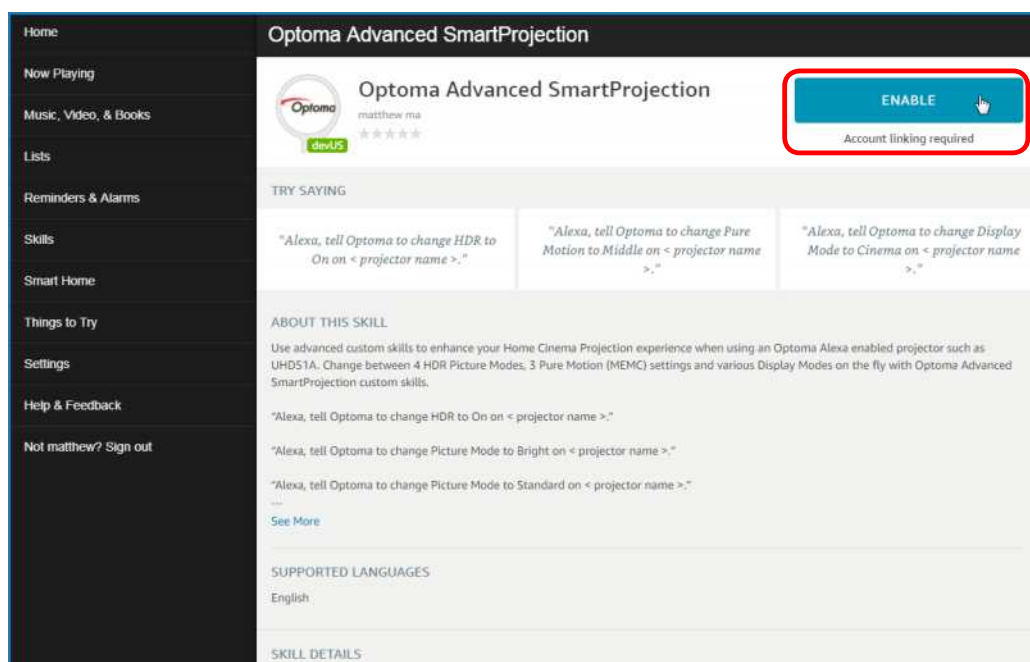 Home
Now Playing
Music, Video, & Books
Lists
Reminders & Alarms
Skills
Smart Home
Things to Try
Settings
Help & Feedback
Not matthew? Sign out
Optoma Advanced SmartProjection
Optoma
devUS
Optoma Advanced SmartProjection
matthew ma
ENABLE
Account linking required
TRY SAYING
"Alexa, tell Optoma to change HDR to
On on < projector name >."
"Alexa, tell Optoma to change Pure
Motion to Middle on < projector name
>."
"Alexa, tell Optoma to change Display
Mode to Cinema on < projector name
>."
ABOUT THIS SKILL
Use advanced custom skills to enhance your Home Cinema Projection experience when using an Optoma Alexa enabled projector such as
UHD51A. Change between 4 HDR Picture Modes, 3 Pure Motion (MEMC) settings and various Display Modes on the fly with Optoma Advanced
SmartProjection custom skills.
"Alexa, tell Optoma to change HDR to On on < projector name >."
"Alexa, tell Optoma to change Picture Mode to Bright on < projector name >."
"Alexa, tell Optoma to change Picture Mode to Standard on < projector name >."
...
See More
SUPPORTED LANGUAGES
English
SKILL DETAILS